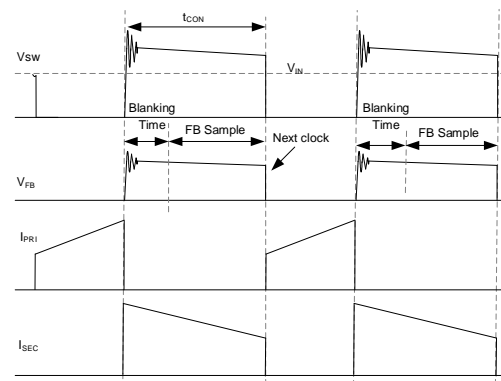 tCON
Vsw
VIN
Blanking
Time
FB Sample
Next clock
Blanking
Time
FB Sample
VFB
IPRI
ISEC